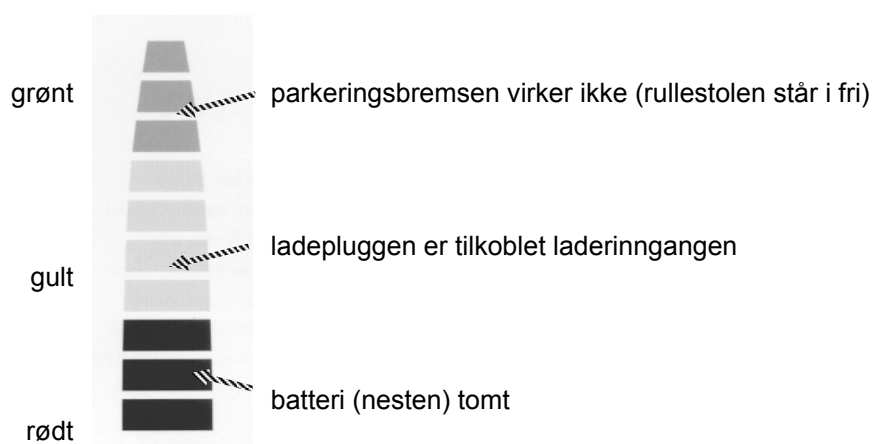 grønt
parkeringsbremsen virker ikke (rullestolen står i fri)
ladepluggen er tilkoblet laderinngangen
gult
batteri (nesten) tomt
rødt